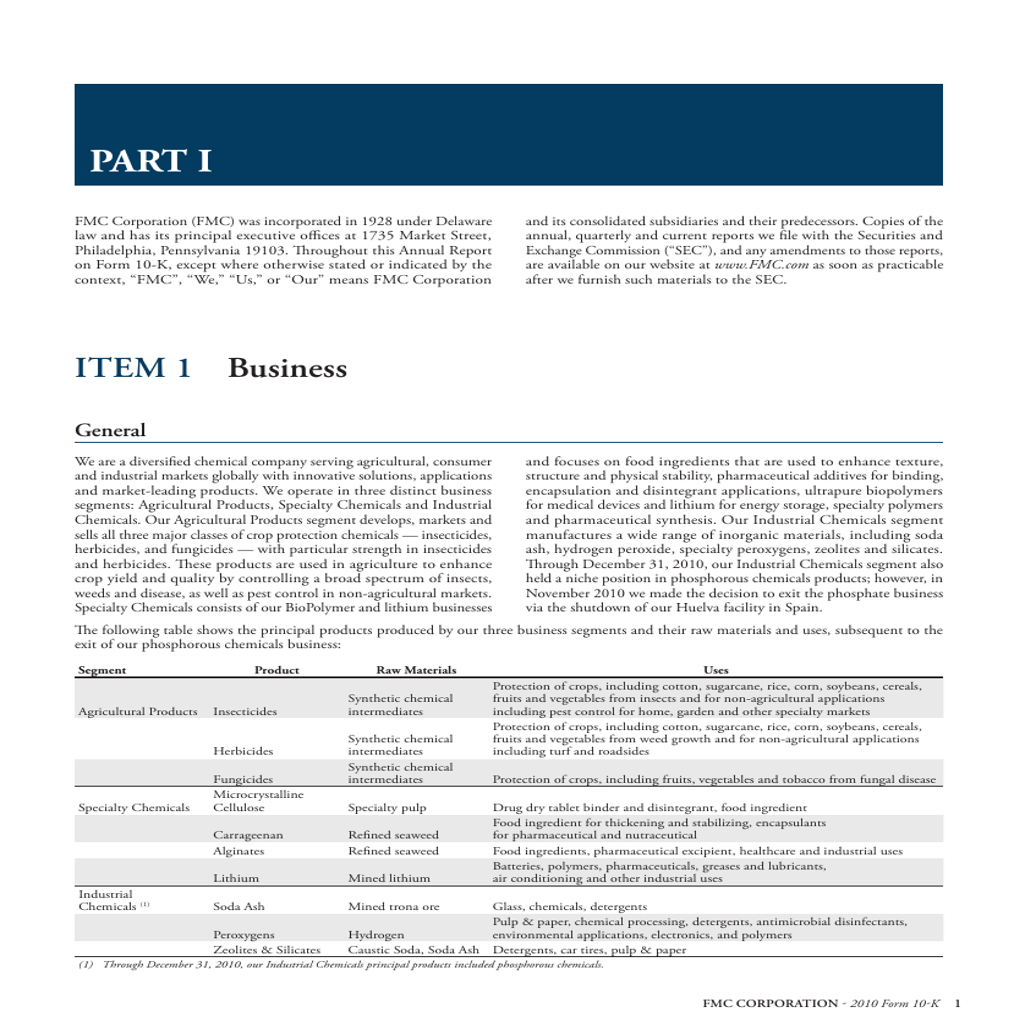 PART I
FMC Corporation (FMC) was incorporated in 1928 under Delaware
law and has its principal executive offices at 1735 Market Street,
Philadelphia, Pennsylvania 19103. Throughout this Annual Report
on Form 10-K, except where otherwise stated or indicated by the
context, “FMC”, “We,” “Us,” or “Our” means FMC Corporation
and its consolidated subsidiaries and their predecessors. Copies of the
annual, quarterly and current reports we file with the Securities and
Exchange Commission (“SEC”), and any amendments to those reports,
are available on our website at www.FMC.com as soon as practicable
after we furnish such materials to the SEC.
ITEM 1 Business
General
We are a diversified chemical company serving agricultural, consumer
and industrial markets globally with innovative solutions, applications
and market-leading products. We operate in three distinct business
segments: Agricultural Products, Specialty Chemicals and Industrial
Chemicals. Our Agricultural Products segment develops, markets and
sells all three major classes of crop protection chemicals — insecticides,
herbicides, and fungicides — with particular strength in insecticides
and herbicides. These products are used in agriculture to enhance
crop yield and quality by controlling a broad spectrum of insects,
weeds and disease, as well as pest control in non-agricultural markets.
Specialty Chemicals consists of our BioPolymer and lithium businesses
and focuses on food ingredients that are used to enhance texture,
structure and physical stability, pharmaceutical additives for binding,
encapsulation and disintegrant applications, ultrapure biopolymers
for medical devices and lithium for energy storage, specialty polymers
and pharmaceutical synthesis. Our Industrial Chemicals segment
manufactures a wide range of inorganic materials, including soda
ash, hydrogen peroxide, specialty peroxygens, zeolites and silicates.
Through December 31, 2010, our Industrial Chemicals segment also
held a niche position in phosphorous chemicals products; however, in
November 2010 we made the decision to exit the phosphate business
via the shutdown of our Huelva facility in Spain.
The following table shows the principal products produced by our three business segments and their raw materials and uses, subsequent to the
exit of our phosphorous chemicals business:
Segment Product Raw Materials Uses
Protection of crops, including cotton, sugarcane, rice, corn, soybeans, cereals,
Synthetic chemical fruits and vegetables from insects and for non-agricultural applications
Agricultural Products Insecticides intermediates including pest control for home, garden and other specialty markets
Protection of crops, including cotton, sugarcane, rice, corn, soybeans, cereals,
Synthetic chemical fruits and vegetables from weed growth and for non-agricultural applications
Herbicides intermediates including turf and roadsides
Synthetic chemical
Fungicides intermediates Protection of crops, including fruits, vegetables and tobacco from fungal disease
Microcrystalline
Specialty Chemicals Cellulose Specialty pulp Drug dry tablet binder and disintegrant, food ingredient
Food ingredient for thickening and stabilizing, encapsulants
Carrageenan Refined seaweed for pharmaceutical and nutraceutical
Alginates Refined seaweed Food ingredients, pharmaceutical excipient, healthcare and industrial uses
Batteries, polymers, pharmaceuticals, greases and lubricants,
Lithium Mined lithium air conditioning and other industrial uses
Industrial
Chemicals (1) Soda Ash Mined trona ore Glass, chemicals, detergents
Pulp & paper, chemical processing, detergents, antimicrobial disinfectants,
Peroxygens Hydrogen environmental applications, electronics, and polymers
Zeolites & Silicates Caustic Soda, Soda Ash Detergents, car tires, pulp & paper
(1) Through December 31, 2010, our Industrial Chemicals principal products included phosphorous chemicals.
FMC CORPORATION - 2010 Form 10-K 1